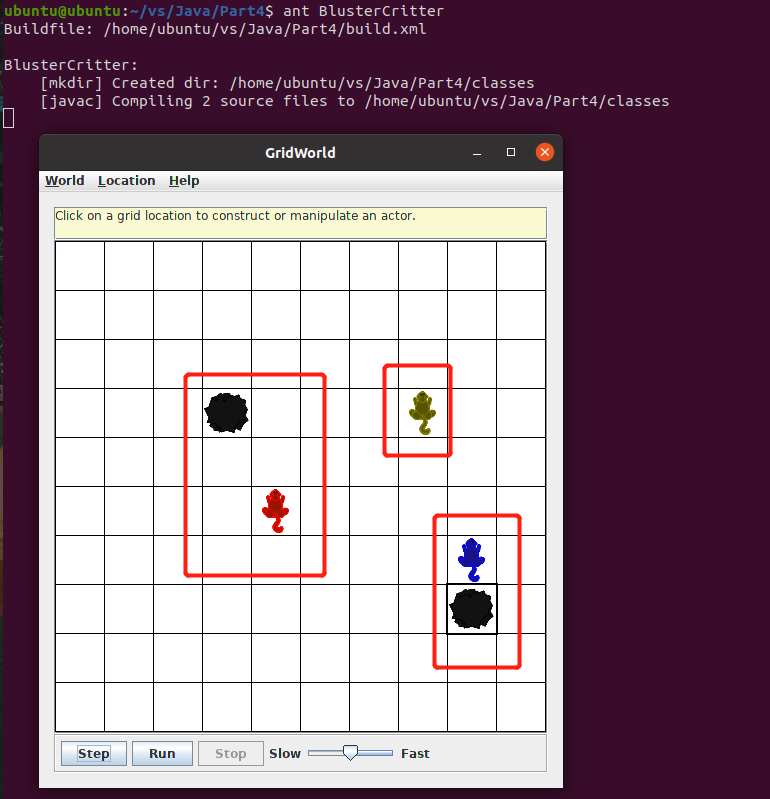 ubuntu@ubuntu:~/vs/Java/Part4$ ant BlusterCritter
Buildfile: /home/ubuntu/vs/Java/Part4/build.xml
BlusterCritter:
[mkdir] Created dir: /home/ubuntu/vs/Java/Part4/classes
[javac] Compiling 2 source files to /home/ubuntu/vs/Java/Part4/classes
GridWorld
World Location Help
Click on a grid location to construct or manipulate an actor.
Step Run Stop Slow Fast